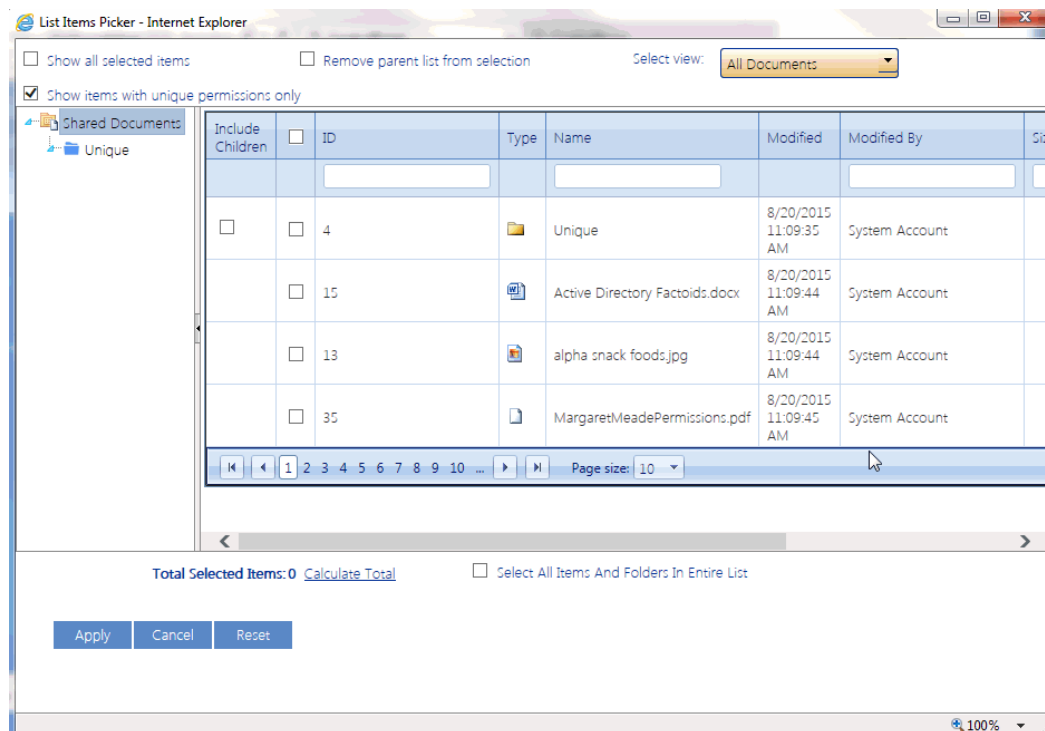 List Items Picker - Internet Explorer
Show all selected items
Remove parent list from selection
Select view:
All Documents
Show items with unique permissions only
Shared Documents
Unique
Include Children
ID
Type
Name
Modified
Modified By
4
Unique
8/20/2015 11:09:35 AM
System Account
15
Active Directory Factoids.docx
8/20/2015 11:09:44 AM
System Account
13
alpha snack foods.jpg
8/20/2015 11:09:44 AM
System Account
35
MargaretMeadePermissions.pdf
8/20/2015 11:09:45 AM
System Account
1 2 3 4 5 6 7 8 9 10 ...
Page size: 10
Total Selected Items: 0 Calculate Total
Select All Items And Folders In Entire List
Apply
Cancel
Reset
100%